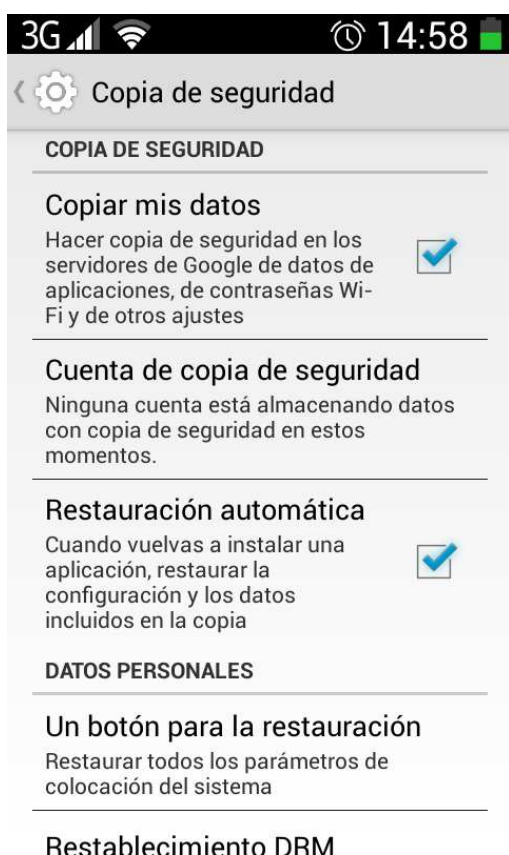 3G 14:58
Copia de seguridad
COPIA DE SEGURIDAD
Copiar mis datos
Hacer copia de seguridad en los
servidores de Google de datos de
aplicaciones, de contraseñas Wi-
Fi y de otros ajustes
Cuenta de copia de seguridad
Ninguna cuenta está almacenando datos
con copia de seguridad en estos
momentos.
Restauración automática
Cuando vuelvas a instalar una
aplicación, restaurar la
configuración y los datos
incluidos en la copia
DATOS PERSONALES
Un botón para la restauración
Restaurar todos los parámetros de
colocación del sistema
Restablecimiento DRM